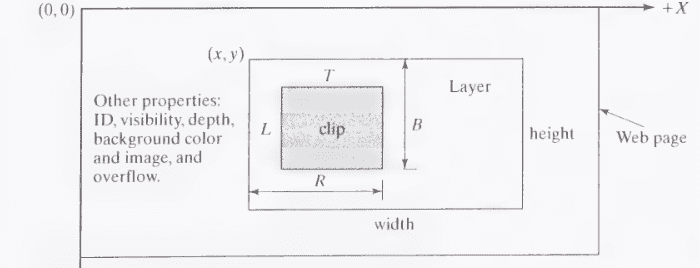 (0, 0)
+X
(x, y)
T
Layer
Other properties:
ID, visibility, depth,
background color
and image, and
overflow.
L
clip
B
height
Web page
R
width